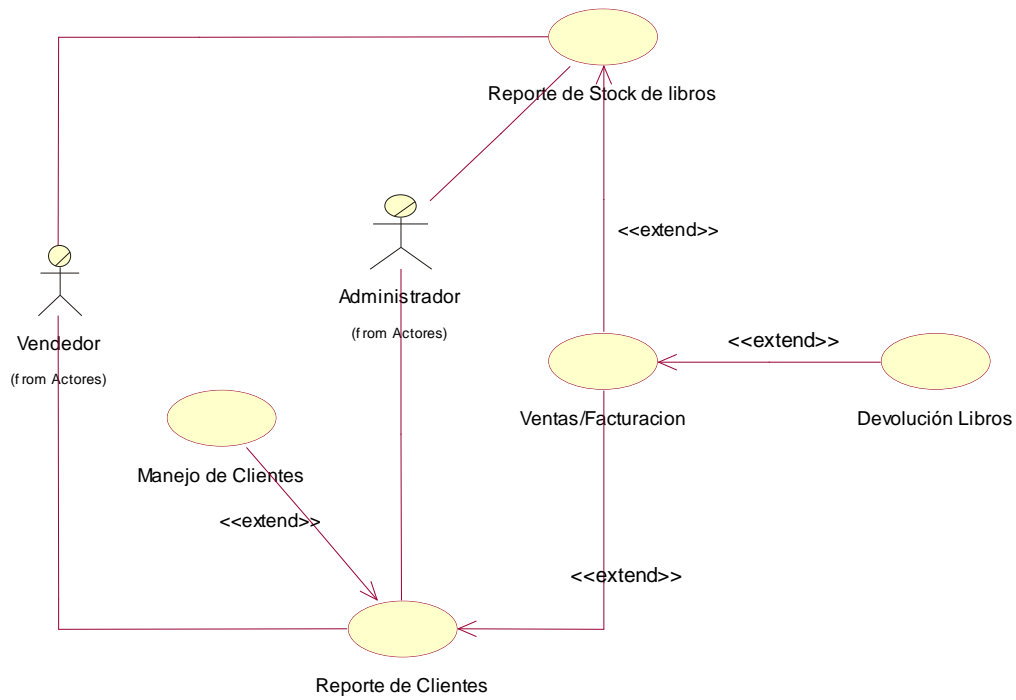 Reporte de Stock de libros
<<extend>>
Administrador
(from Actores)
Vendedor
(from Actores)
<<extend>>
Ventas/Facturacion
Devolución Libros
Manejo de Clientes
<<extend>>
<<extend>>
Reporte de Clientes